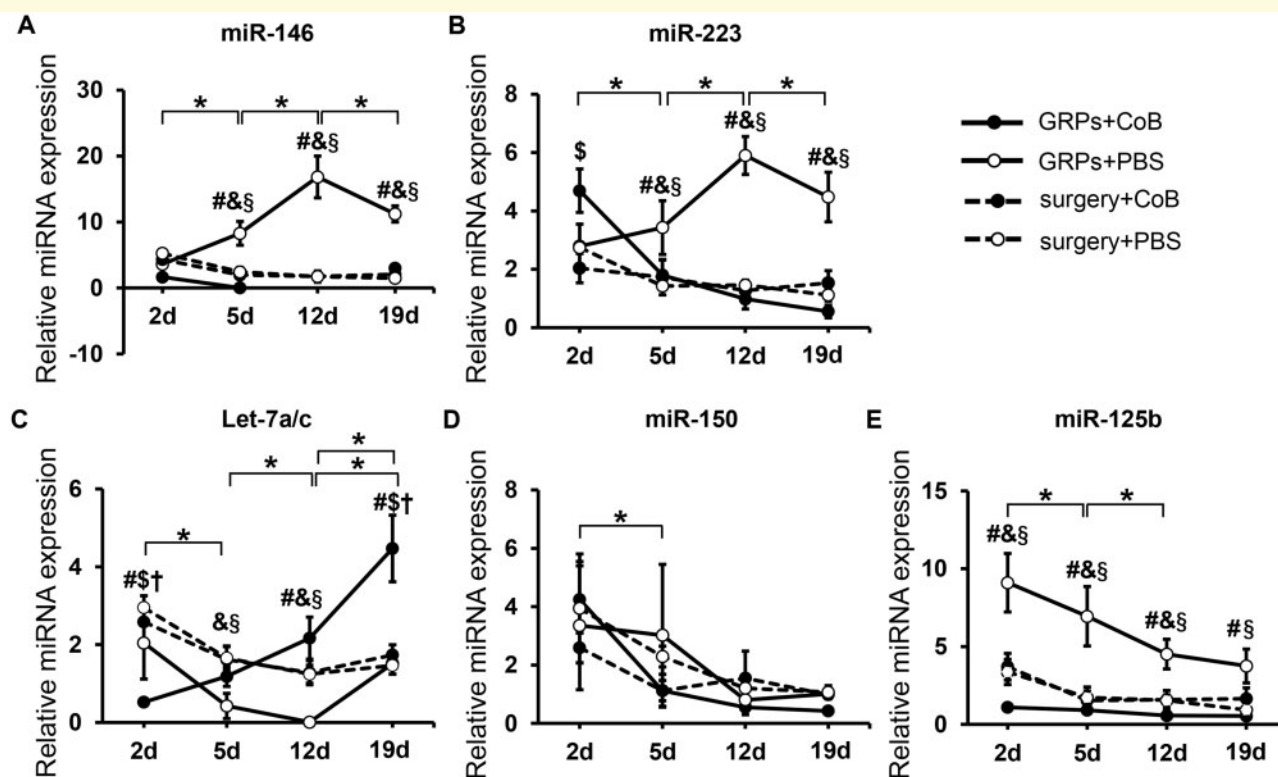 A
miR-146
Relative miRNA expression
30
20
10
0
-10
* * *
#&§
#&§
#&§
2d 5d 12d 19d
B
miR-223
Relative miRNA expression
8
6
4
2
0
* * *
$
#&§
#&§
#&§
2d 5d 12d 19d
GRPs+CoB
GRPs+PBS
surgery+CoB
surgery+PBS
C
Let-7a/c
Relative miRNA expression
6
4
2
0
*
* *
*
#$†
&§
#&§
#$†
2d 5d 12d 19d
D
miR-150
Relative miRNA expression
8
6
4
2
0
*
2d 5d 12d 19d
E
miR-125b
Relative miRNA expression
15
10
5
0
* *
#&§
#&§
#&§
#§
2d 5d 12d 19d